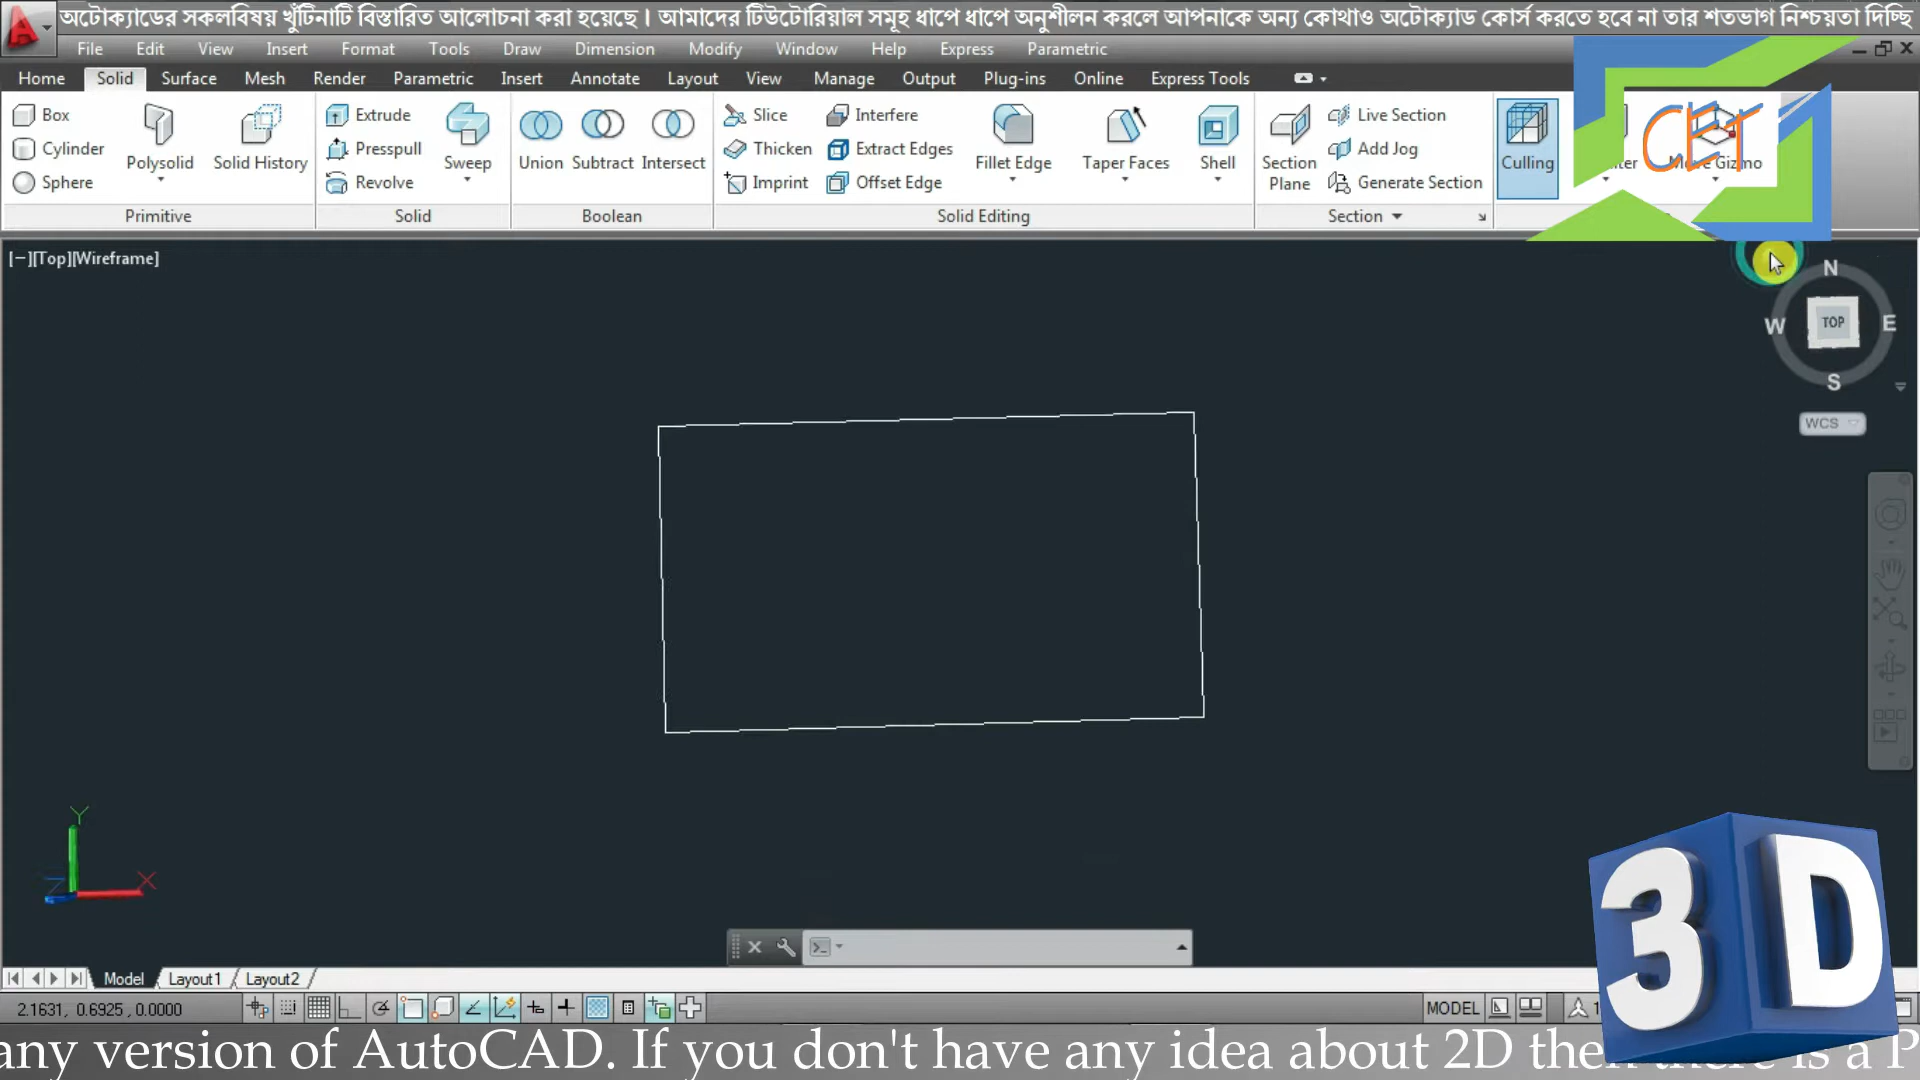 অটোক্যাডের সকলবিষয় খুঁটিনাটি বিস্তারিত আলোচনা করা হয়েছে। আমাদের টিউটোরিয়াল সমূহ ধাপে ধাপে অনুশীলন করলে আপনাকে অন্য কোথাও অটোক্যাড কোর্স করতে হবে না তার শতভাগ নিশ্চয়তা দিচ্ছি
File Edit View Insert Format Tools Draw Dimension Modify Window Help Express Parametric
Home Solid Surface Mesh Render Parametric Insert Annotate Layout View Manage Output Plug-ins Online Express Tools
Box Extrude Slice Interfere Live Section
Cylinder Presspull Thicken Extract Edges Add Jog
Sphere Revolve Imprint Offset Edge Generate Section
Polysolid Solid History Sweep Union Subtract Intersect Fillet Edge Taper Faces Shell Section Plane Culling
CET
Primitive Solid Boolean Solid Editing Section
[−][Top][Wireframe]
N
W TOP E
S
WCS
Y
Z X
3D
Model Layout1 Layout2
2.1631, 0.6925 , 0.0000 MODEL
any version of AutoCAD. If you don't have any idea about 2D then there is a P